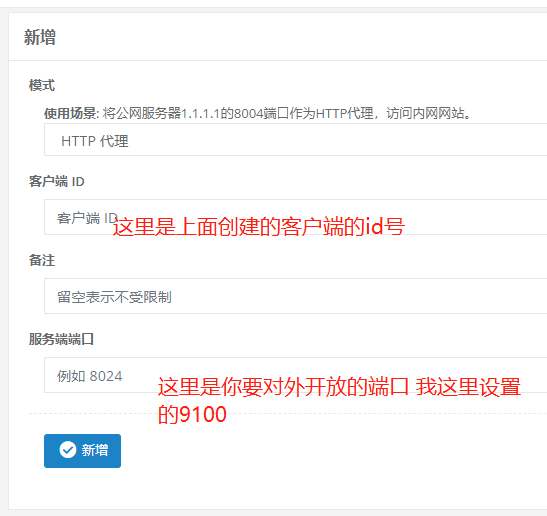 新增
模式
使用场景: 将公网服务器1.1.1.1的8004端口作为HTTP代理，访问内网网站。
HTTP 代理
客户端 ID
客户端 ID
这里是上面创建的客户端的id号
备注
留空表示不受限制
服务端端口
例如 8024
这里是你要对外开放的端口 我这里设置
的9100
新增